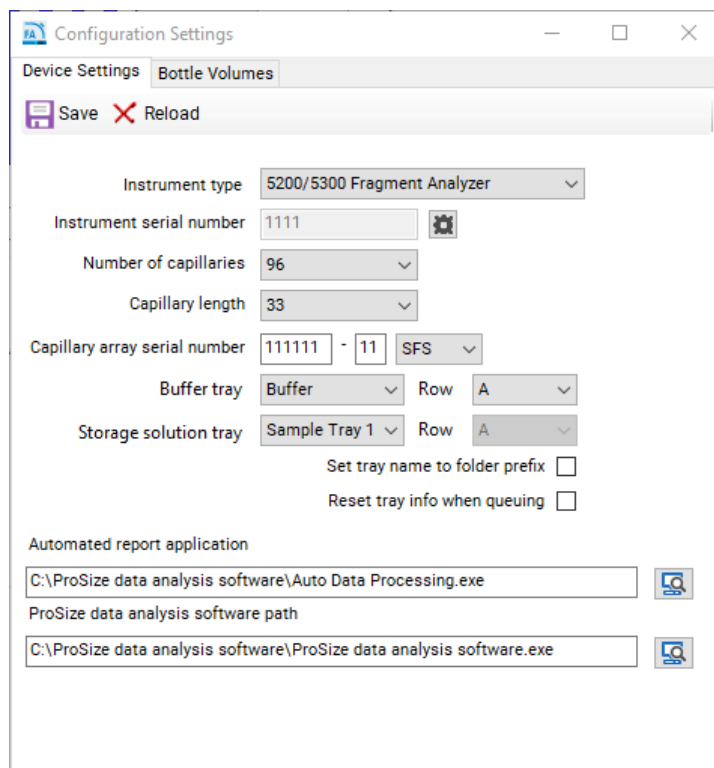 FA
Configuration Settings
Device Settings Bottle Volumes
Save Reload
Instrument type 5200/5300 Fragment Analyzer
Instrument serial number 1111
Number of capillaries 96
Capillary length 33
Capillary array serial number 111111 - 11 SFS
Buffer tray Buffer Row A
Storage solution tray Sample Tray 1 Row A
Set tray name to folder prefix
Reset tray info when queuing
Automated report application
C:\ProSize data analysis software\Auto Data Processing.exe
ProSize data analysis software path
C:\ProSize data analysis software\ProSize data analysis software.exe